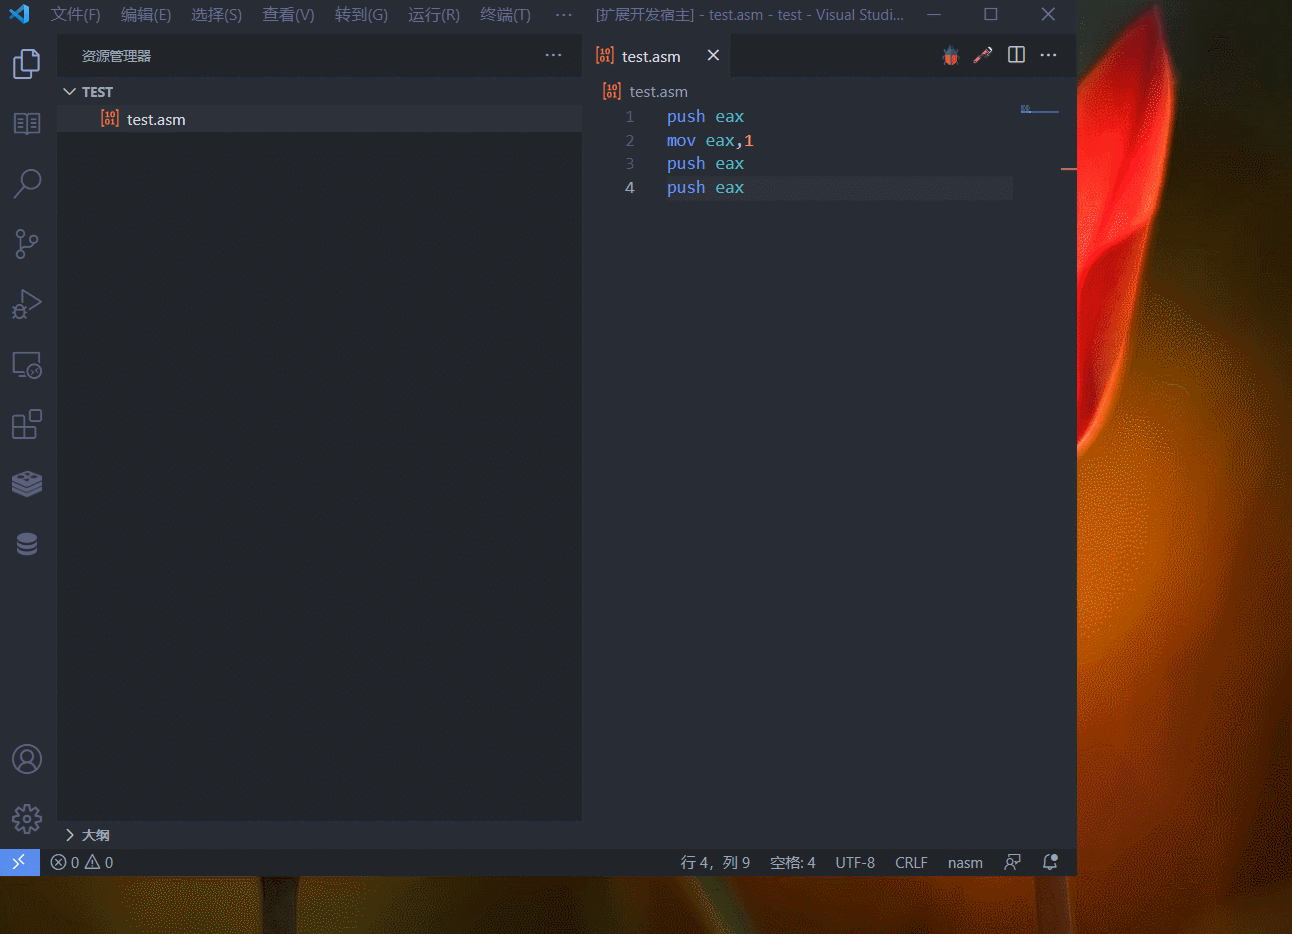 文件(F) 编辑(E) 选择(S) 查看(V) 转到(G) 运行(R) 终端(T) ··· [扩展开发宿主] - test.asm - test - Visual Studi...
资源管理器
TEST
test.asm
test.asm
test.asm
1 push eax
2 mov eax,1
3 push eax
4 push eax
大纲
0 0 行 4，列 9 空格: 4 UTF-8 CRLF nasm